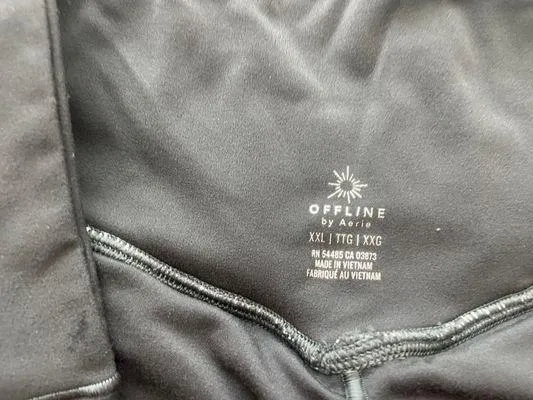 OFFLINE
by Aerie
XXL | TTG | XXG
RN 54485 CA 03873
MADE IN VIETNAM
FABRIQUÉ AU VIETNAM